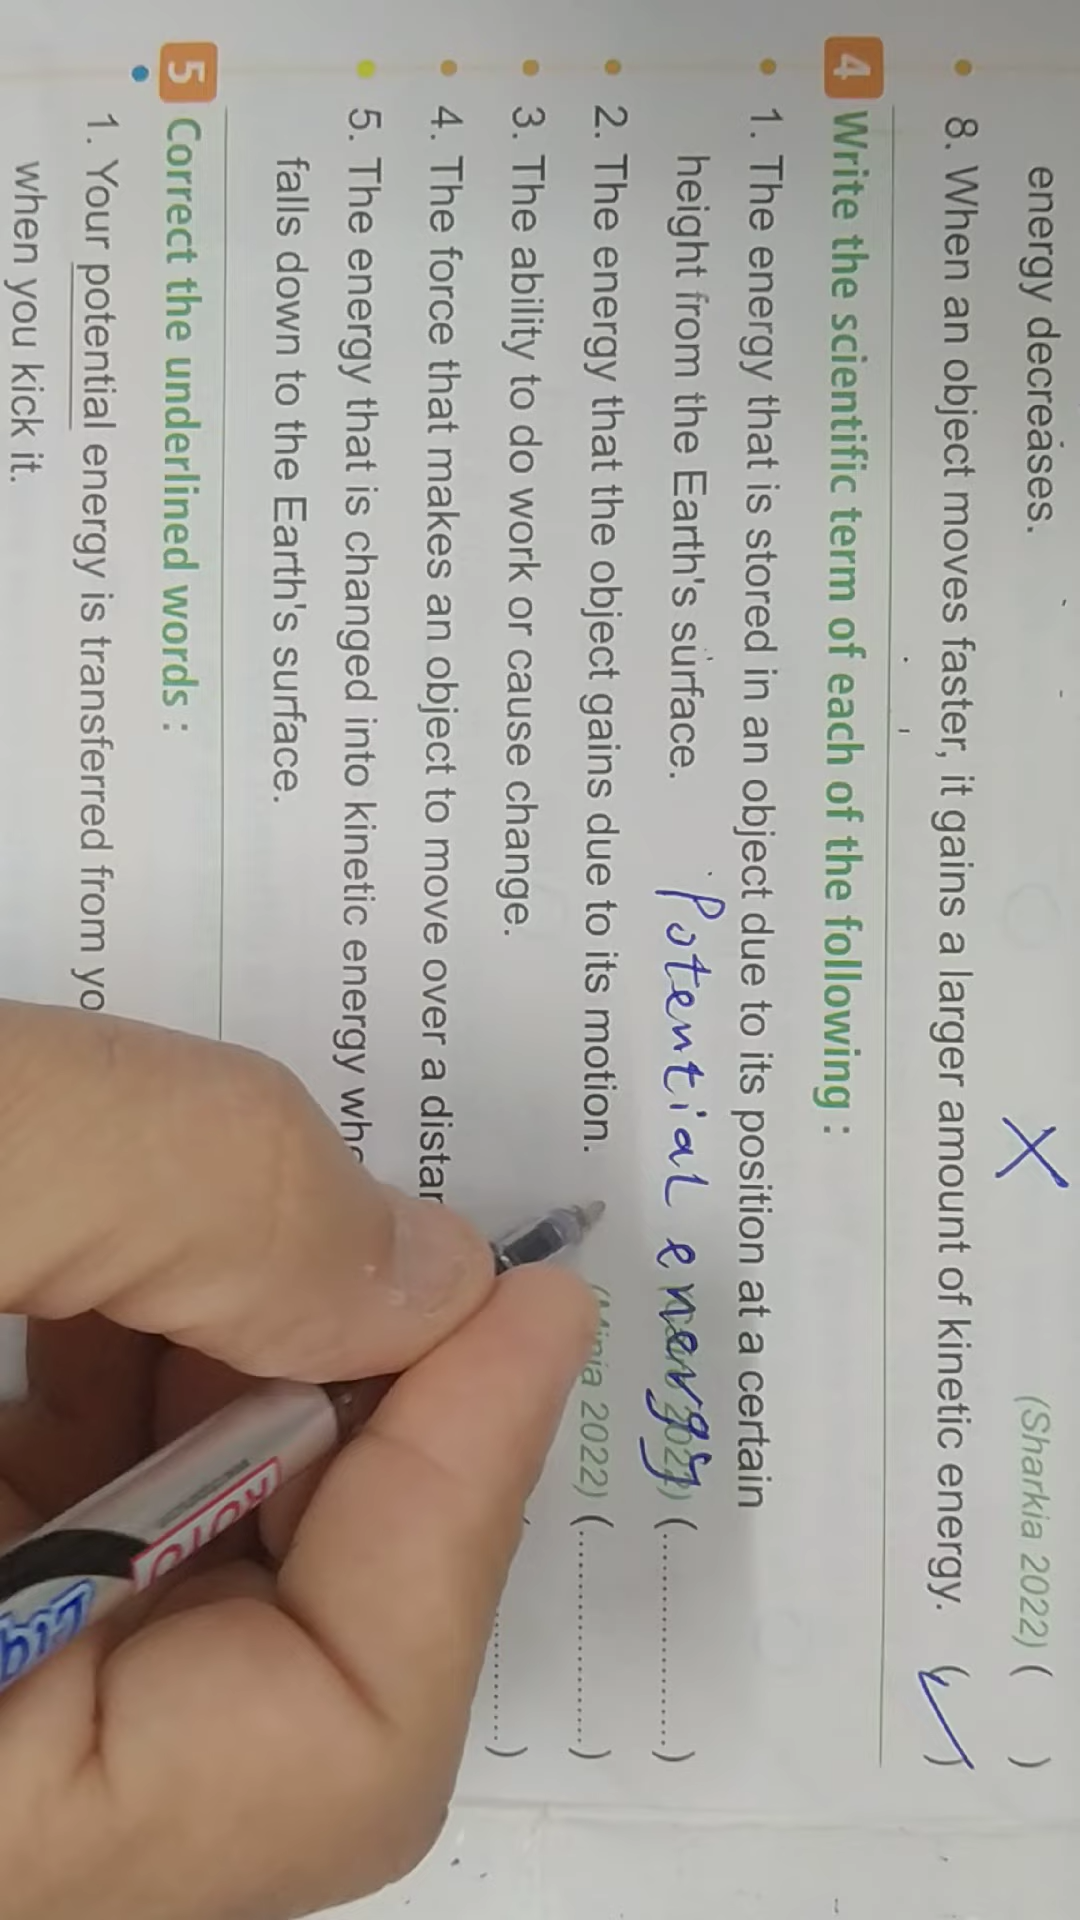 energy decreases. X (Sharkia 2022) ( )
8. When an object moves faster, it gains a larger amount of kinetic energy. (✓)
4 Write the scientific term of each of the following :
1. The energy that is stored in an object due to its position at a certain
height from the Earth's surface. Potential energy (..................)
2. The energy that the object gains due to its motion. (Minia 2022) (..................)
3. The ability to do work or cause change. ..........)
4. The force that makes an object to move over a
5. The energy that is changed into kinetic energy
falls down to the Earth's surface.
5 Correct the underlined words :
1. Your potential energy is transferred from
when you kick it.
ROTO